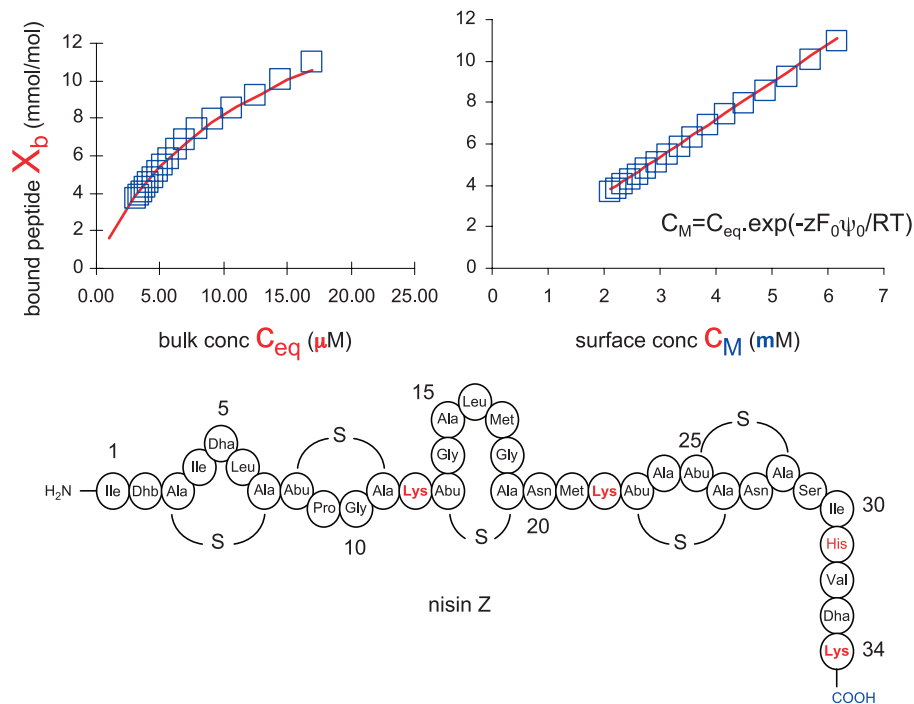 bound peptide Xb (mmol/mol)
12
10
8
6
4
2
0
0.00 5.00 10.00 15.00 20.00 25.00
bulk conc Ceq (µM)
12
10
8
6
4
2
0
0 1 2 3 4 5 6 7
CM=Ceq.exp(-zF0ψ0/RT)
surface conc CM (mM)
H2N
1
5
10
15
20
25
30
34
Ile
Dhb
Ala
Ile
Dha
Leu
Ala
Abu
Pro
Gly
Ala
Lys
Abu
Gly
Ala
Leu
Met
Gly
Ala
Asn
Met
Lys
Abu
Ala
Abu
Ala
Asn
Ala
Ser
Ile
His
Val
Dha
Lys
COOH
S
S
S
S
S
nisin Z